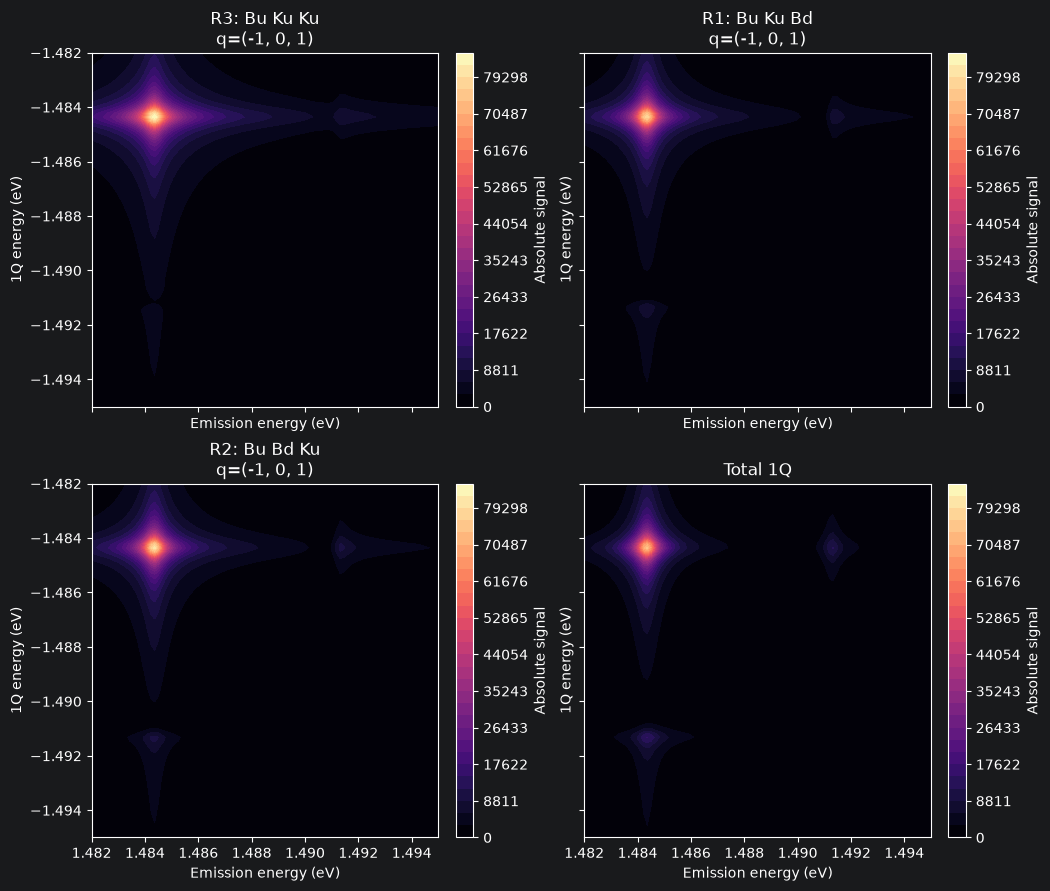 R3: Bu Ku Ku
q=(-1, 0, 1)
−1.482
−1.484
−1.486
−1.488
−1.490
−1.492
−1.494
1Q energy (eV)
Emission energy (eV)
79298
70487
61676
52865
44054
35243
26433
17622
8811
0
Absolute signal
R1: Bu Ku Bd
q=(-1, 0, 1)
1Q energy (eV)
Emission energy (eV)
79298
70487
61676
52865
44054
35243
26433
17622
8811
0
Absolute signal
R2: Bu Bd Ku
q=(-1, 0, 1)
−1.482
−1.484
−1.486
−1.488
−1.490
−1.492
−1.494
1Q energy (eV)
1.482 1.484 1.486 1.488 1.490 1.492 1.494
Emission energy (eV)
79298
70487
61676
52865
44054
35243
26433
17622
8811
0
Absolute signal
Total 1Q
1Q energy (eV)
1.482 1.484 1.486 1.488 1.490 1.492 1.494
Emission energy (eV)
79298
70487
61676
52865
44054
35243
26433
17622
8811
0
Absolute signal